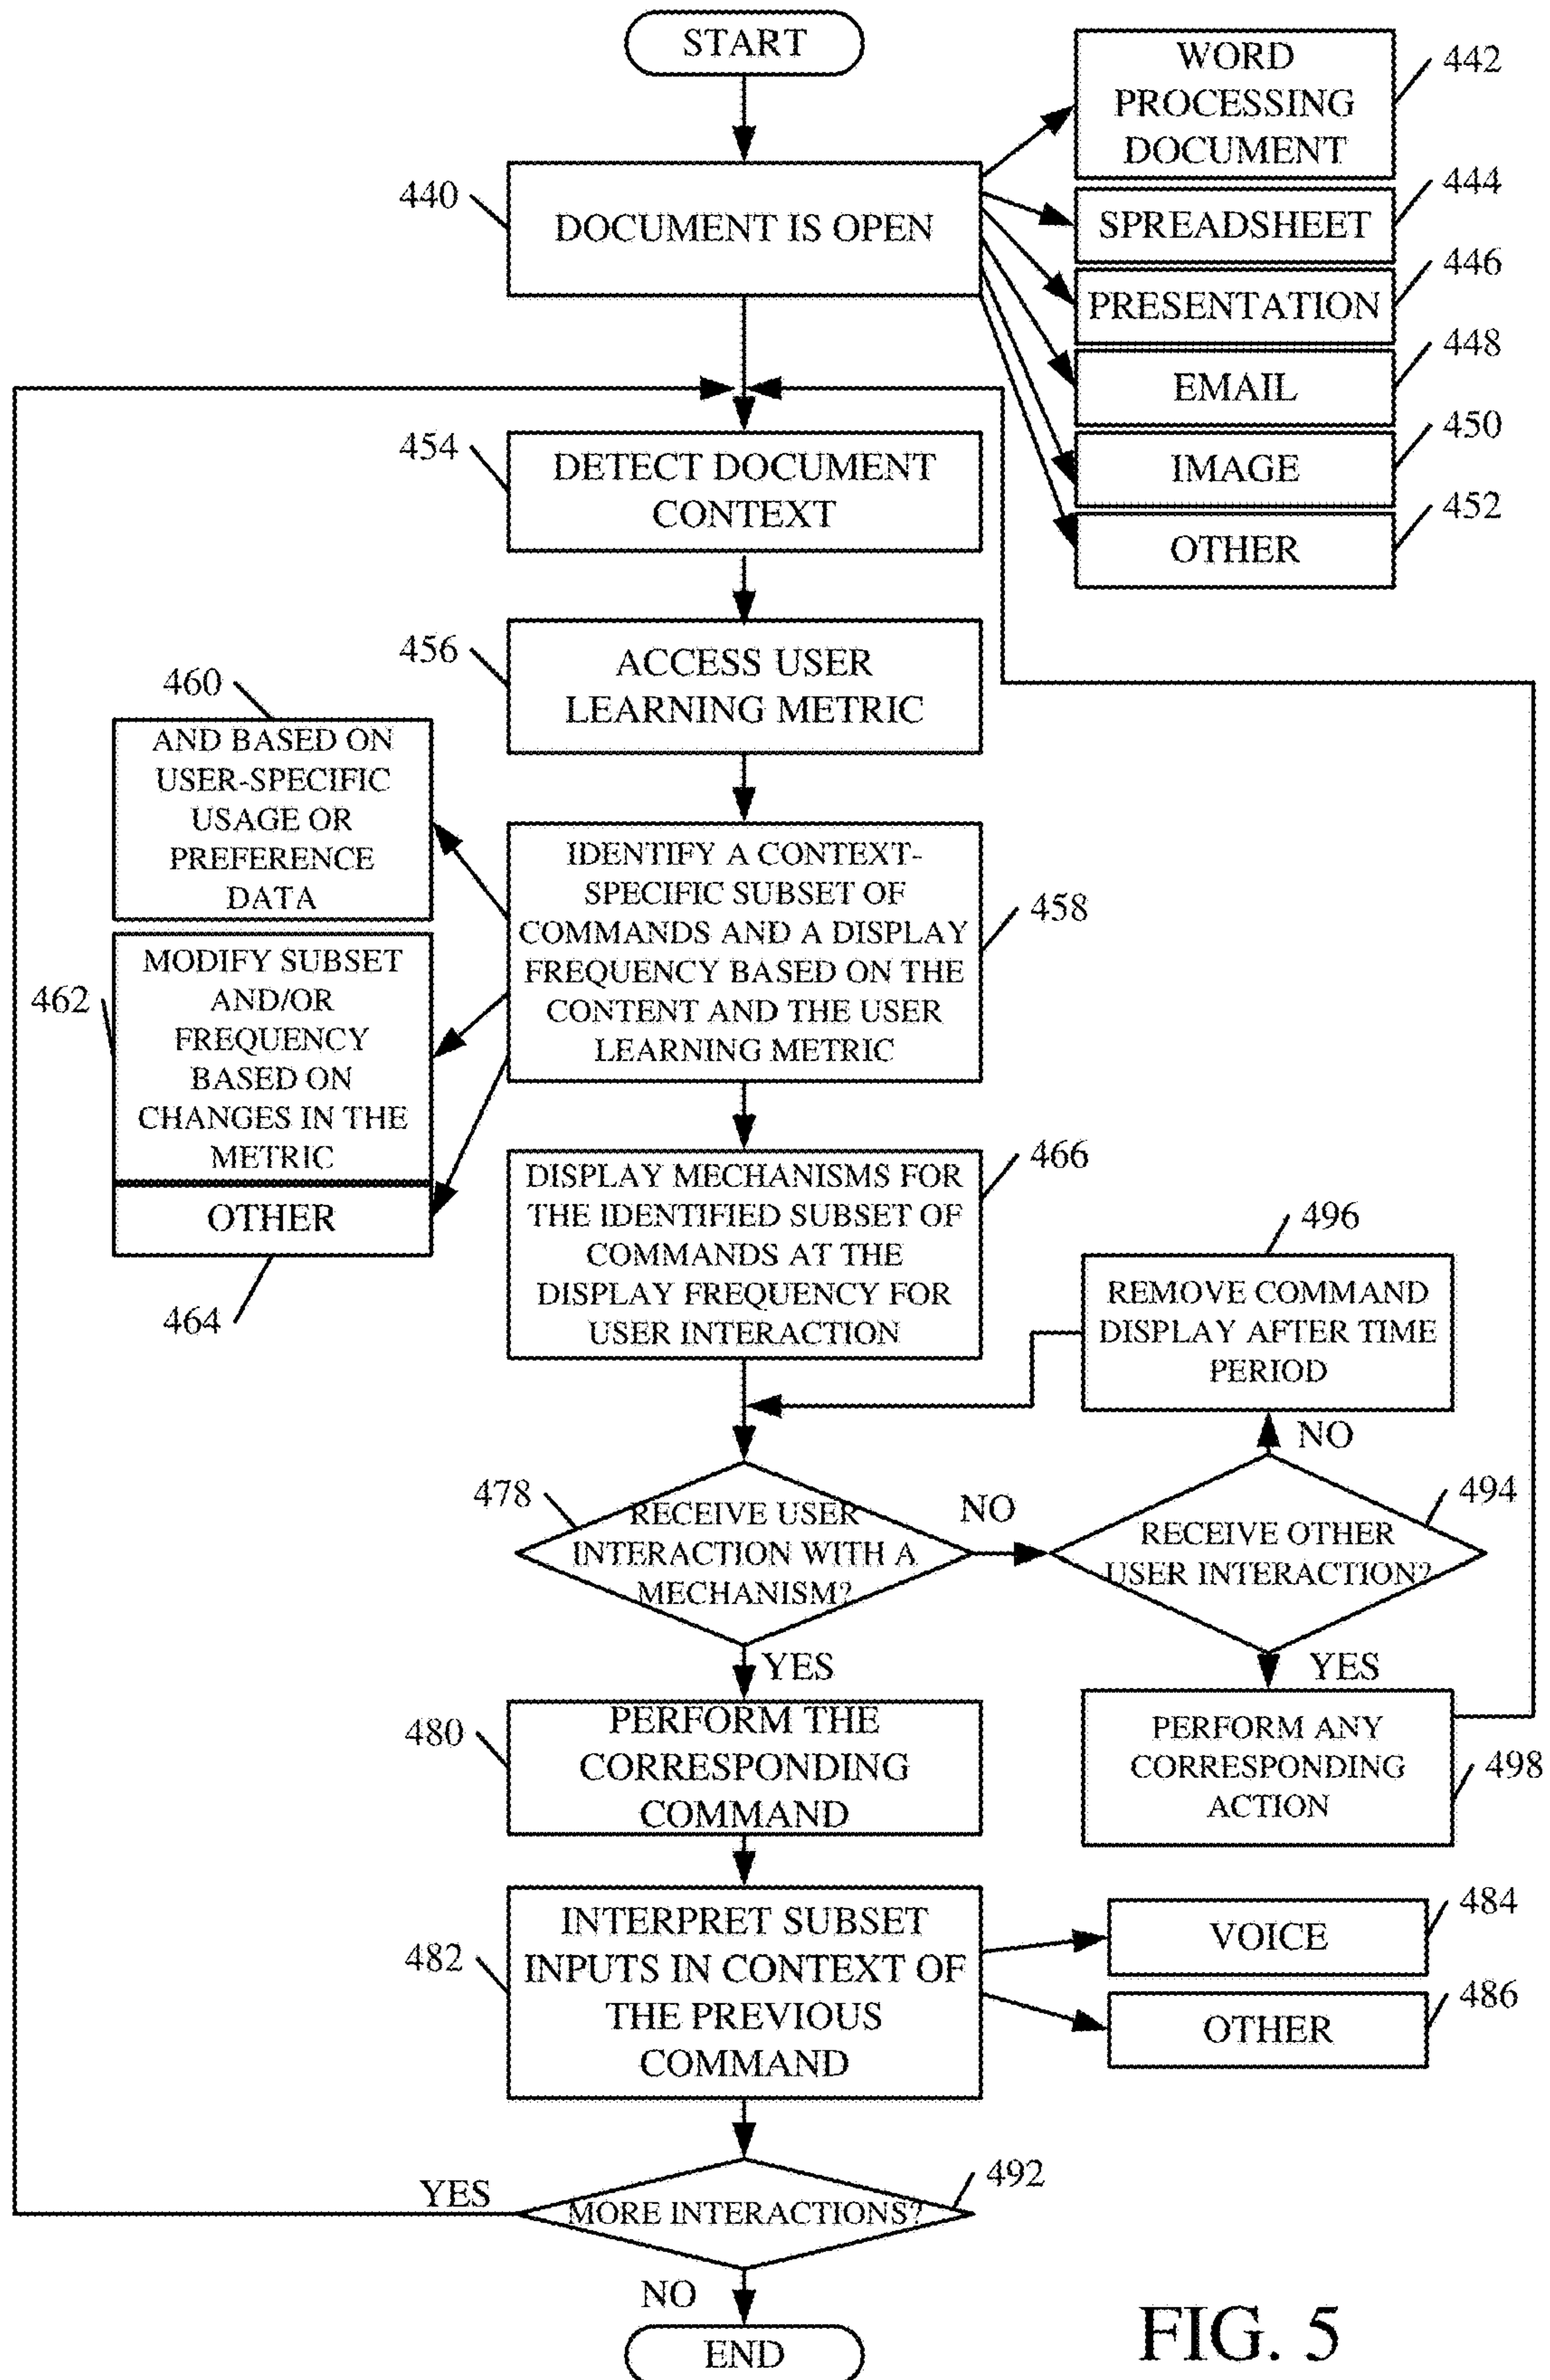 START
WORD
PROCESSING
DOCUMENT
442
440
DOCUMENT IS OPEN
444
SPREADSHEET
446
PRESENTATION
448
EMAIL
450
IMAGE
452
OTHER
454
DETECT DOCUMENT
CONTEXT
456
ACCESS USER
LEARNING METRIC
460
AND BASED ON
USER-SPECIFIC
USAGE OR
PREFERENCE
DATA
IDENTIFY A CONTEXT-
SPECIFIC SUBSET OF
COMMANDS AND A DISPLAY
FREQUENCY BASED ON THE
CONTENT AND THE USER
LEARNING METRIC
458
462
MODIFY SUBSET
AND/OR
FREQUENCY
BASED ON
CHANGES IN THE
METRIC
OTHER
464
DISPLAY MECHANISMS FOR
THE IDENTIFIED SUBSET OF
COMMANDS AT THE
DISPLAY FREQUENCY FOR
USER INTERACTION
466
496
REMOVE COMMAND
DISPLAY AFTER TIME
PERIOD
NO
478
RECEIVE USER
INTERACTION WITH A
MECHANISM?
NO
494
RECEIVE OTHER
USER INTERACTION?
YES
YES
480
PERFORM THE
CORRESPONDING
COMMAND
PERFORM ANY
CORRESPONDING
ACTION
498
482
INTERPRET SUBSET
INPUTS IN CONTEXT OF
THE PREVIOUS
COMMAND
484
VOICE
486
OTHER
YES
492
MORE INTERACTIONS?
NO
END
FIG. 5